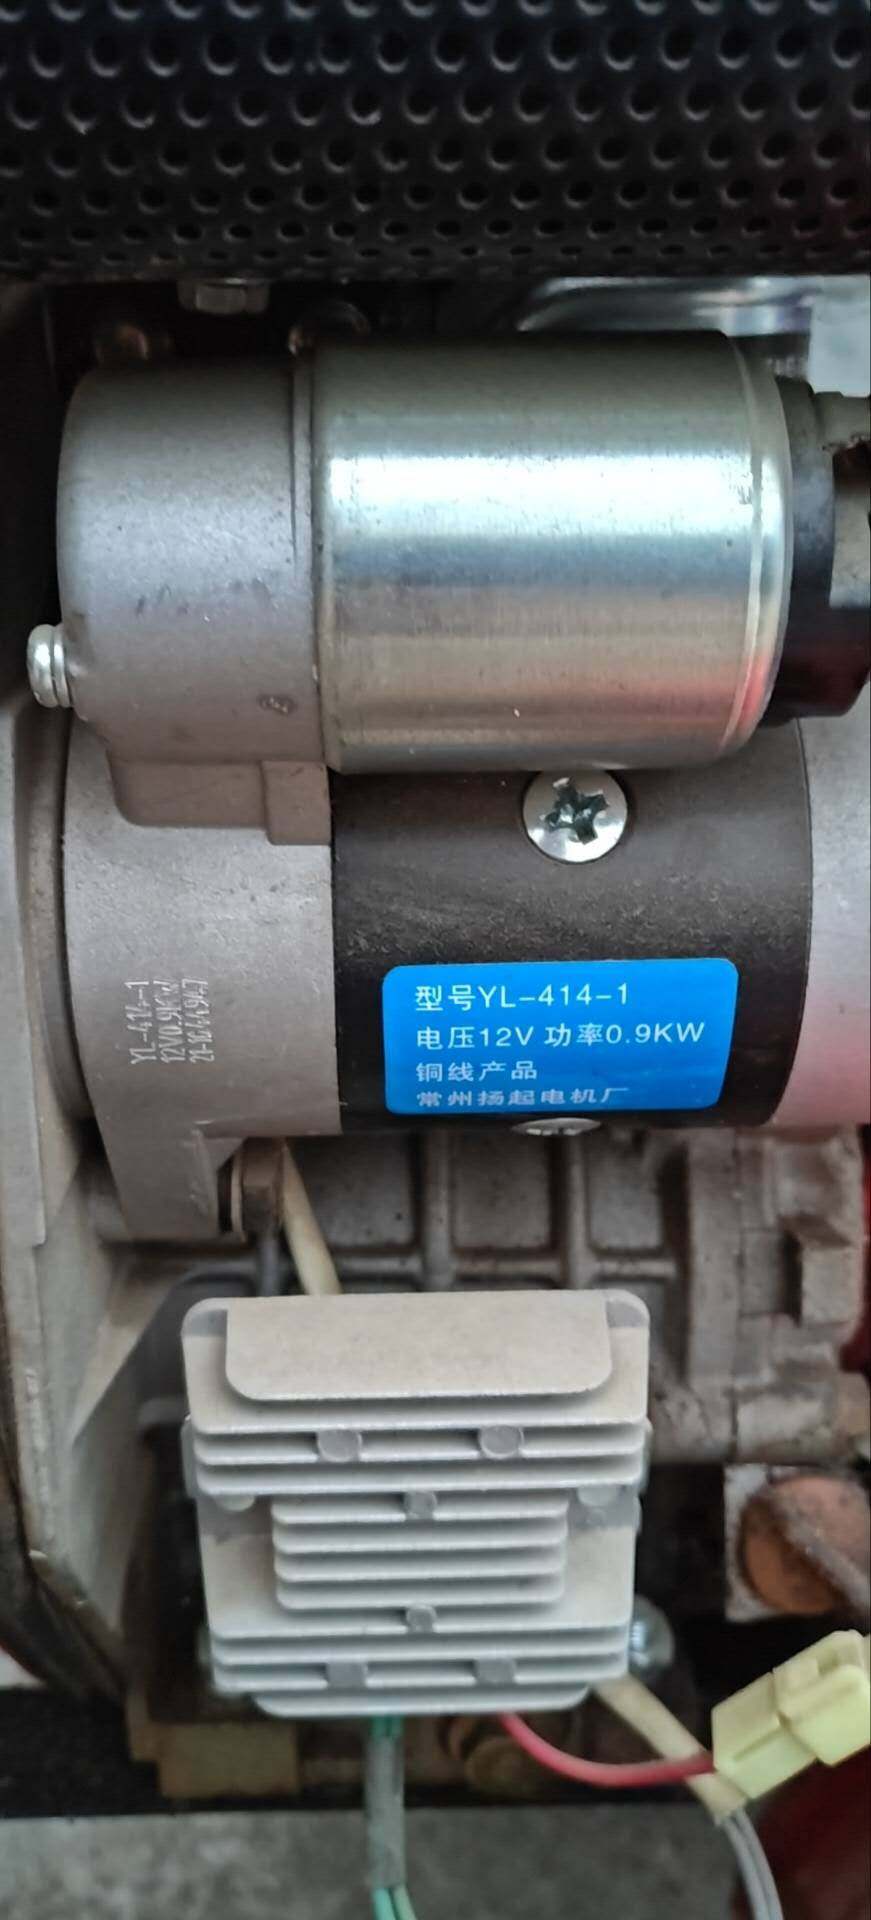 型号YL-414-1
电压12V 功率0.9KW
铜线产品
常州扬起电机厂
YL-414-1
12V0.9KW